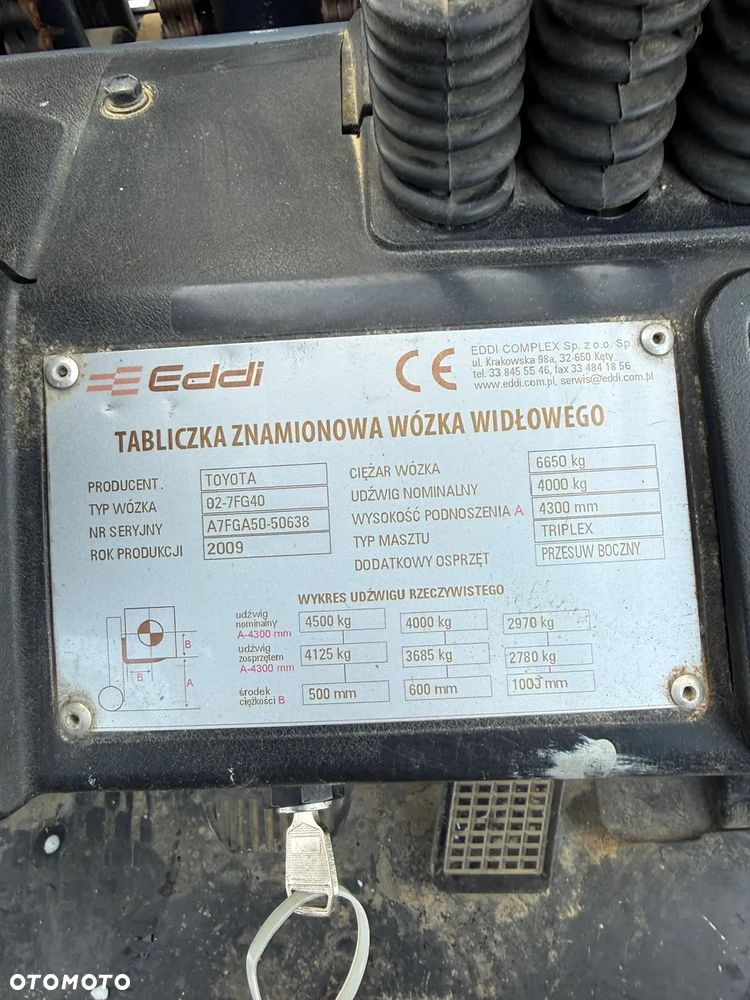 Eddi
CE
EDDI COMPLEX Sp. z o.o. Sp.
ul. Krakowska 98a, 32-650 Kęty
tel. 33 845 55 46, fax 33 484 18 56
www.eddi.com.pl, serwis@eddi.com.pl
TABLICZKA ZNAMIONOWA WÓZKA WIDŁOWEGO
PRODUCENT. TOYOTA
TYP WÓZKA 02-7FG40
NR SERYJNY A7FGA50-50638
ROK PRODUKCJI 2009
CIĘŻAR WÓZKA 6650 kg
UDŹWIG NOMINALNY 4000 kg
WYSOKOŚĆ PODNOSZENIA A 4300 mm
TYP MASZTU TRIPLEX
DODATKOWY OSPRZĘT PRZESUW BOCZNY
WYKRES UDŹWIGU RZECZYWISTEGO
udźwig nominalny A-4300 mm 4500 kg 4000 kg 2970 kg
udźwig zosprzętem A-4300 mm 4125 kg 3685 kg 2780 kg
środek ciężkości B 500 mm 600 mm 1003 mm
B
B
A
OTOMOTO